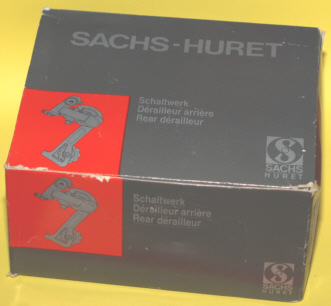 SACHS-HURET
Schaltwerk
Dérailleur arrière
Rear dérailleur
SACHS
HURET
Schaltwerk
Dérailleur arrière
Rear dérailleur
SACHS
HURET